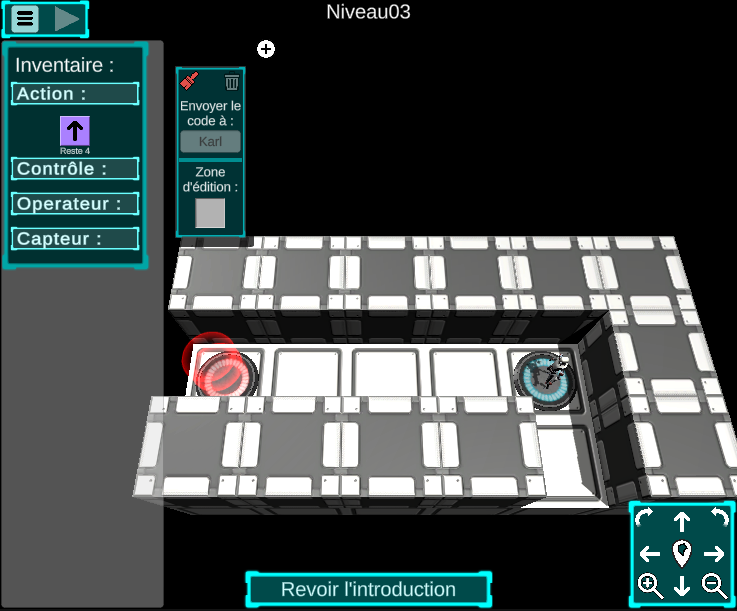 Niveau03
Inventaire :
Action :
Reste 4
Contrôle :
Operateur :
Capteur :
Envoyer le
code à :
Karl
Zone
d'édition :
Revoir l'introduction